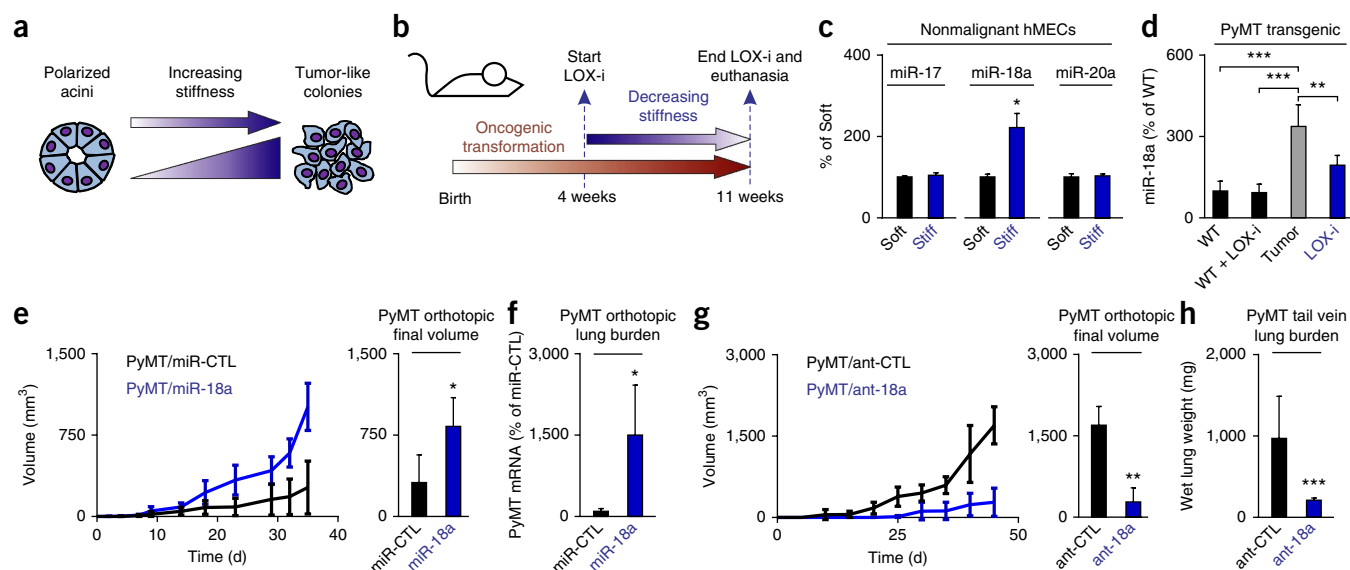 a
Polarized
acini
Increasing
stiffness
Tumor-like
colonies
b
Start
LOX-i
End LOX-i and
euthanasia
Decreasing
stiffness
Oncogenic
transformation
Birth
4 weeks
11 weeks
c
Nonmalignant hMECs
% of Soft
400
200
0
miR-17
miR-18a
miR-20a
*
Soft
Stiff
Soft
Stiff
Soft
Stiff
d
PyMT transgenic
miR-18a (% of WT)
600
300
0
***
***
**
WT
WT + LOX-i
Tumor
LOX-i
e
Volume (mm3)
1,500
750
0
PyMT/miR-CTL
PyMT/miR-18a
0
10
20
30
40
Time (d)
PyMT orthotopic
final volume
1,500
750
0
*
miR-CTL
miR-18a
f
PyMT orthotopic
lung burden
PyMT mRNA (% of miR-CTL)
3,000
1,500
0
*
miR-CTL
miR-18a
g
Volume (mm3)
3,000
1,500
0
PyMT/ant-CTL
PyMT/ant-18a
0
25
50
Time (d)
PyMT orthotopic
final volume
3,000
1,500
0
**
ant-CTL
ant-18a
h
PyMT tail vein
lung burden
Wet lung weight (mg)
2,000
1,000
0
***
ant-CTL
ant-18a